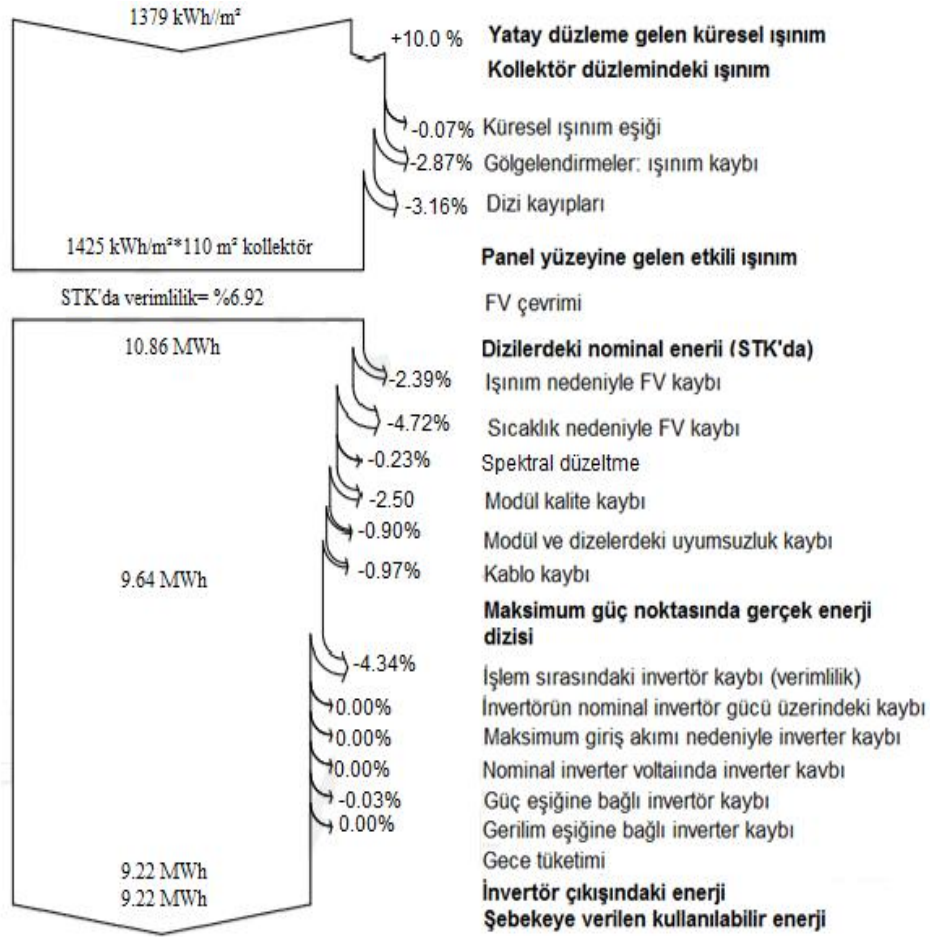 1379 kWh//m²
+10.0 % Yatay düzleme gelen küresel ışınım
Kollektör düzlemindeki ışınım
-0.07% Küresel ışınım eşiği
-2.87% Gölgelendirmeler: ışınım kaybı
-3.16% Dizi kayıpları
1425 kWh/m²*110 m² kollektör
Panel yüzeyine gelen etkili ışınım
STK'da verimlilik= %6.92
FV çevrimi
10.86 MWh
Dizilerdeki nominal enerii (STK'da)
-2.39% Işınım nedeniyle FV kaybı
-4.72% Sıcaklık nedeniyle FV kaybı
-0.23% Spektral düzeltme
-2.50 Modül kalite kaybı
-0.90% Modül ve dizelerdeki uyumsuzluk kaybı
-0.97% Kablo kaybı
9.64 MWh
Maksimum güç noktasında gerçek enerji
dizisi
-4.34% İşlem sırasındaki invertör kaybı (verimlilik)
0.00% İnvertörün nominal invertör gücü üzerindeki kaybı
0.00% Maksimum giriş akımı nedeniyle inverter kaybı
0.00% Nominal inverter voltaiında inverter kavbı
-0.03% Güç eşiğine bağlı invertör kaybı
0.00% Gerilim eşiğine bağlı inverter kaybı
Gece tüketimi
9.22 MWh İnvertör çıkışındaki enerji
9.22 MWh Şebekeye verilen kullanılabilir enerji